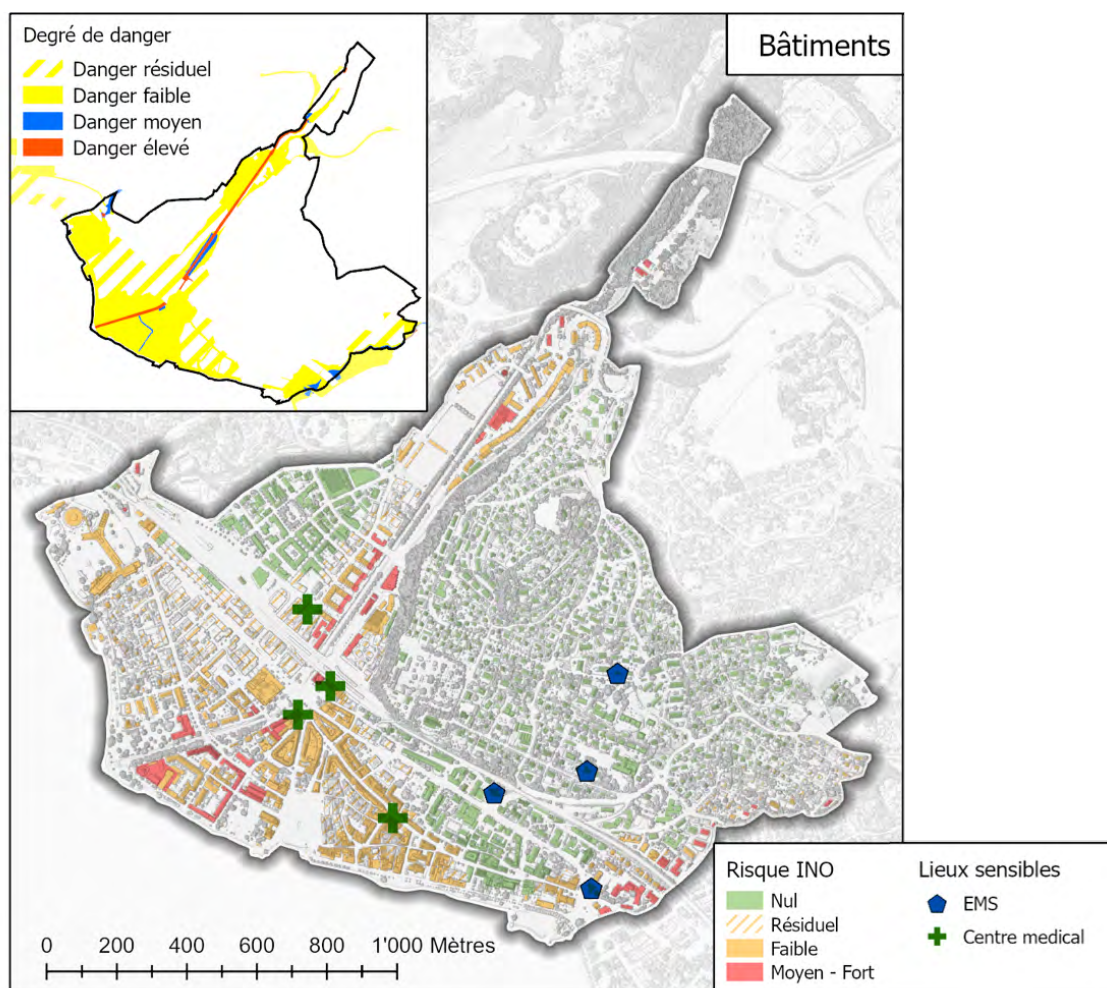 Degré de danger
Danger résiduel
Danger faible
Danger moyen
Danger élevé
Bâtiments
0 200 400 600 800 1'000 Mètres
Risque INO
Nul
Résiduel
Faible
Moyen - Fort
Lieux sensibles
EMS
Centre medical